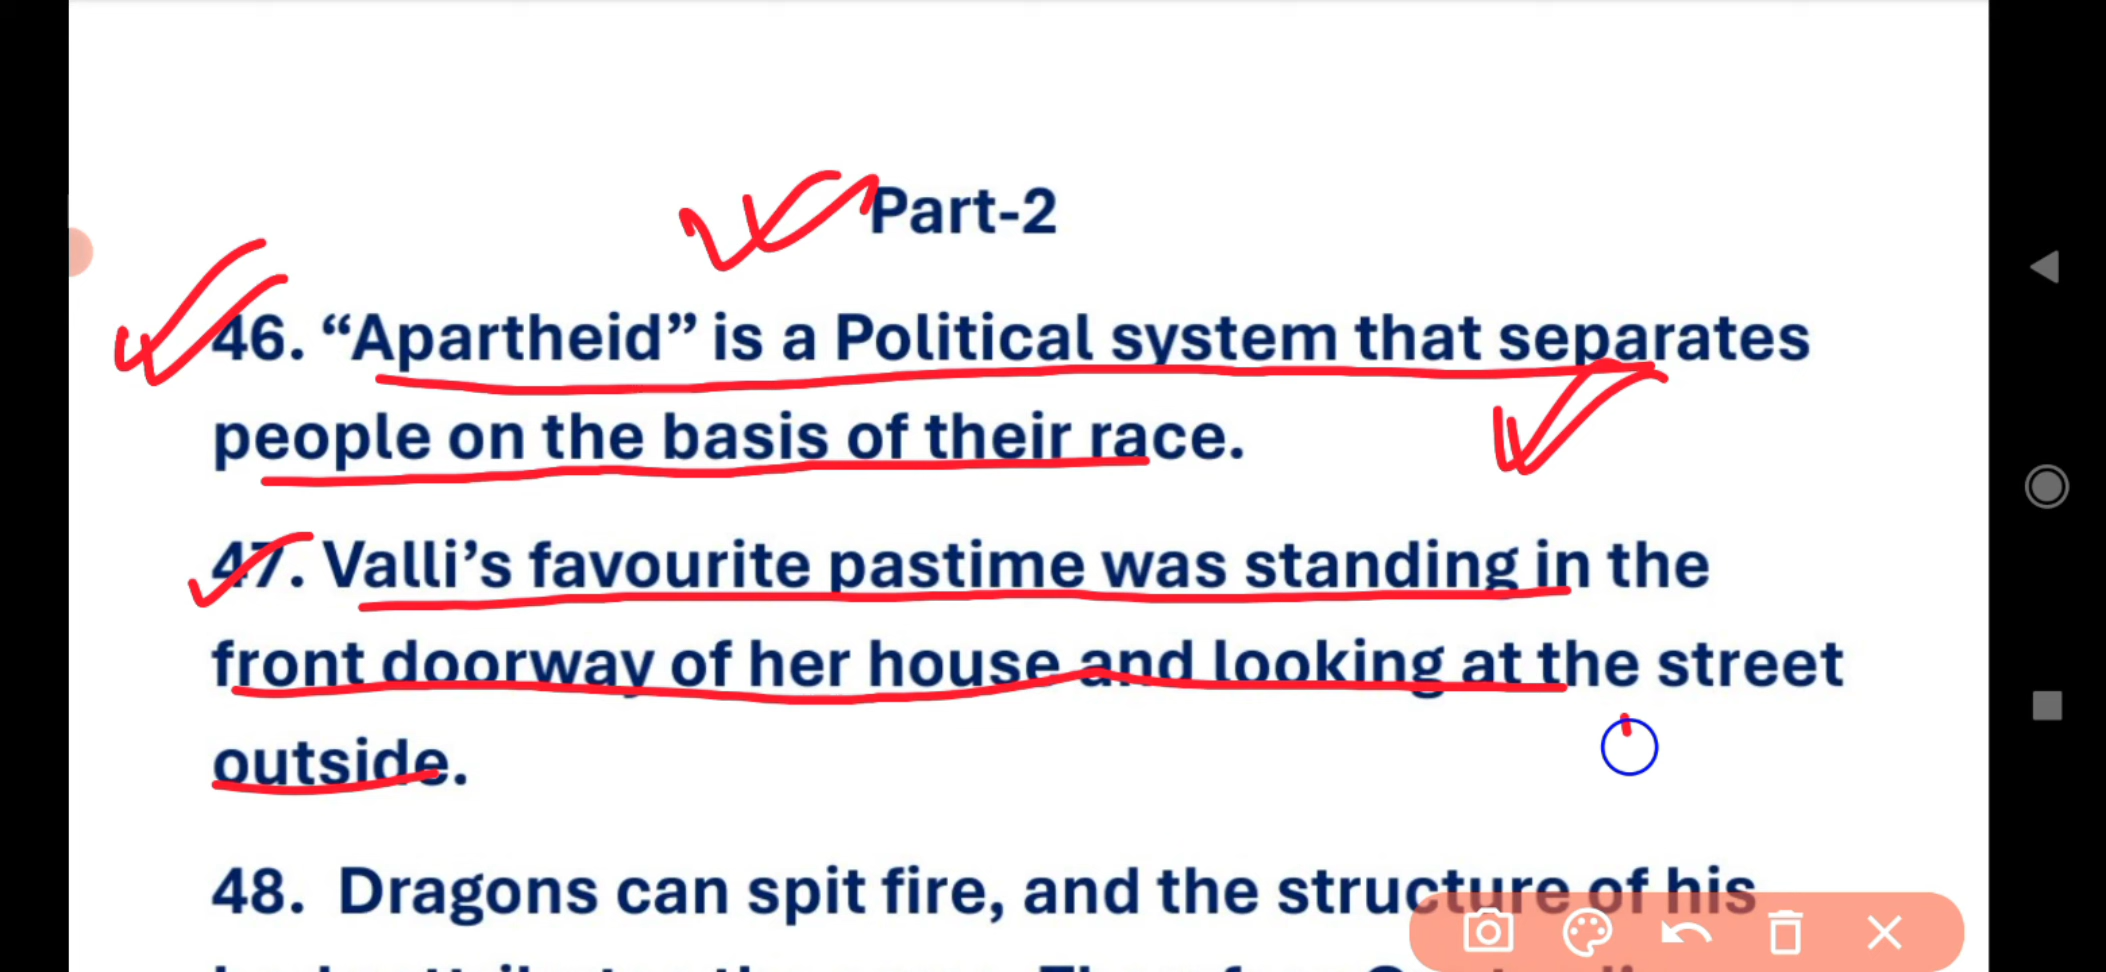 Part-2
46. “Apartheid” is a Political system that separates
people on the basis of their race.
47. Valli’s favourite pastime was standing in the
front doorway of her house and looking at the street
outside.
48. Dragons can spit fire, and the structure of his